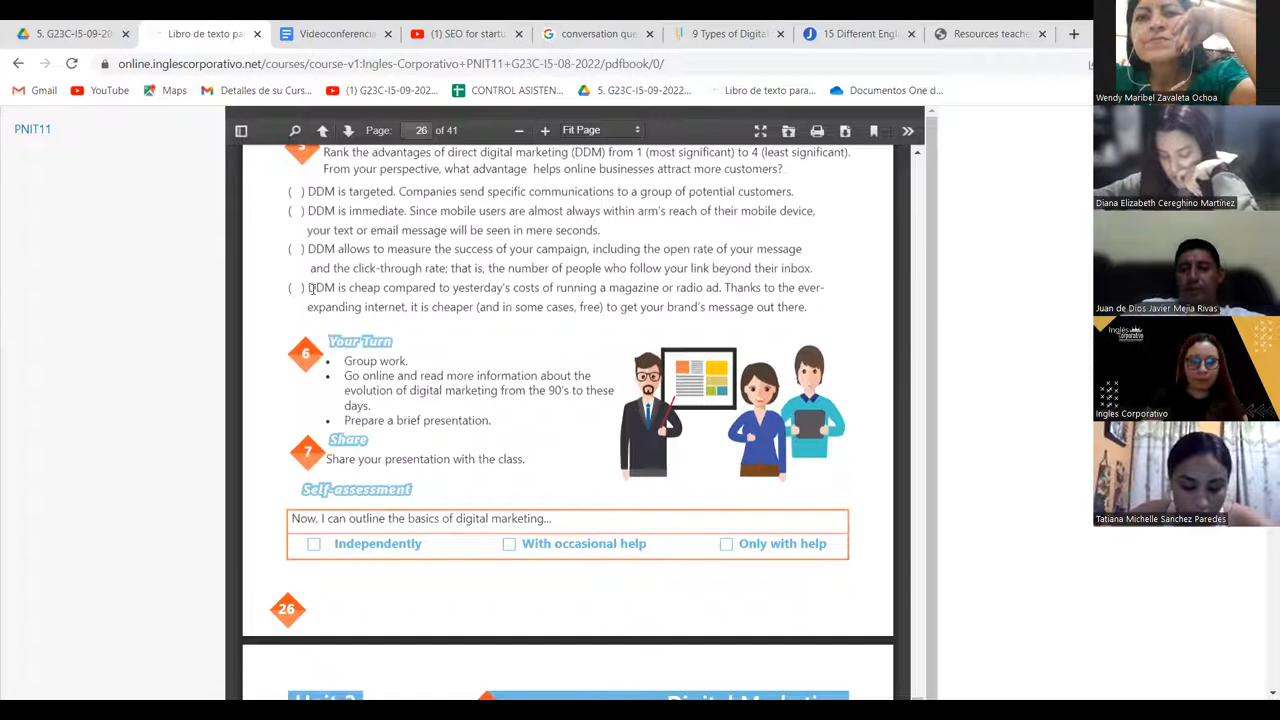 5. G23C-I5-09-20
Libro de texto pa
Videoconferencia
(1) SEO for startu
conversation que
9 Types of Digital
15 Different Engl
Resources teache
online.inglescorporativo.net/courses/course-v1:Ingles-Corporativo+PNIT11+G23C-I5-08-2022/pdfbook/0/
Gmail
YouTube
Maps
Detalles de su Curs...
(1) G23C-I5-09-202...
CONTROL ASISTEN...
5. G23C-I5-09-2022...
Libro de texto para...
Documentos One d
PNIT11
Page: 26 of 41
Fit Page
Rank the advantages of direct digital marketing (DDM) from 1 (most significant) to 4 (least significant).
From your perspective, what advantage helps online businesses attract more customers?
( ) DDM is targeted. Companies send specific communications to a group of potential customers.
( ) DDM is immediate. Since mobile users are almost always within arm's reach of their mobile device,
your text or email message will be seen in mere seconds.
( ) DDM allows to measure the success of your campaign, including the open rate of your message
and the click-through rate; that is, the number of people who follow your link beyond their inbox.
( ) DDM is cheap compared to yesterday's costs of running a magazine or radio ad. Thanks to the ever-
expanding internet, it is cheaper (and in some cases, free) to get your brand's message out there.
6 Your Turn
• Group work.
• Go online and read more information about the
evolution of digital marketing from the 90's to these
days.
• Prepare a brief presentation.
7 Share
Share your presentation with the class.
Self-assessment
Now, I can outline the basics of digital marketing...
Independently
With occasional help
Only with help
26
Wendy Maribel Zavaleta Ochoa
Diana Elizabeth Cereghino Martinez
Juan de Dios Javier Mejia Rivas
Inglés
Corporativo
Ingles Corporativo
Tatiana Michelle Sanchez Paredes